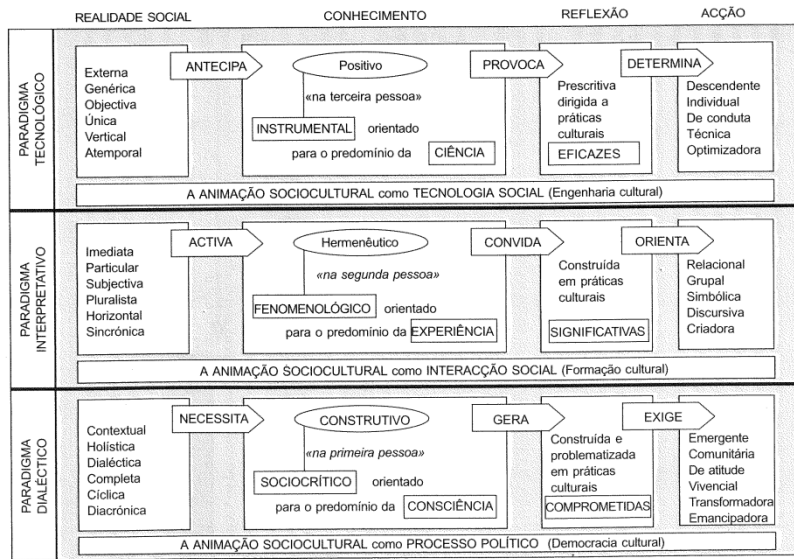 REALIDADE SOCIAL
CONHECIMENTO
REFLEXÃO
ACÇÃO
PARADIGMA
TECNOLÓGICO
Externa
Genérica
Objectiva
Única
Vertical
Atemporal
ANTECIPA
Positivo
«na terceira pessoa»
INSTRUMENTAL orientado
para o predomínio da CIÊNCIA
PROVOCA
Prescritiva
dirigida a
práticas
culturais
EFICAZES
DETERMINA
Descendente
Individual
De conduta
Técnica
Optimizadora
A ANIMAÇÃO SOCIOCULTURAL como TECNOLOGIA SOCIAL (Engenharia cultural)
PARADIGMA
INTERPRETATIVO
Imediata
Particular
Subjectiva
Pluralista
Horizontal
Sincrónica
ACTIVA
Hermenêutico
«na segunda pessoa»
FENOMENOLÓGICO orientado
para o predomínio da EXPERIÊNCIA
CONVIDA
Construída
em práticas
culturais
SIGNIFICATIVAS
ORIENTA
Relacional
Grupal
Simbólica
Discursiva
Criadora
A ANIMAÇÃO SOCIOCULTURAL como INTERACÇÃO SOCIAL (Formação cultural)
PARADIGMA
DIALÉCTICO
Contextual
Holística
Dialéctica
Completa
Cíclica
Diacrónica
NECESSITA
CONSTRUTIVO
«na primeira pessoa»
SOCIOCRÍTICO orientado
para o predomínio da CONSCIÊNCIA
GERA
Construída e
problematizada
em práticas
culturais
COMPROMETIDAS
EXIGE
Emergente
Comunitária
De atitude
Vivencial
Transformadora
Emancipadora
A ANIMAÇÃO SOCIOCULTURAL como PROCESSO POLÍTICO (Democracia cultural)